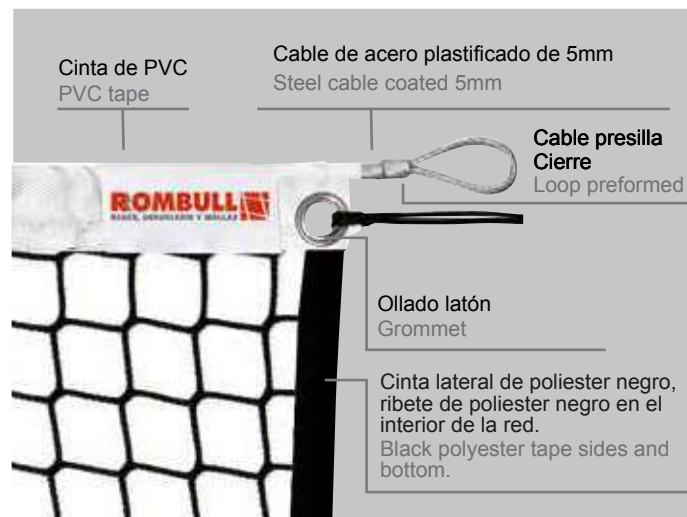 Cinta de PVC
PVC tape
Cable de acero plastificado de 5mm
Steel cable coated 5mm
Cable presilla
Cierre
Loop preformed
ROMBULL
Ollado latón
Grommet
Cinta lateral de poliester negro,
ribete de poliester negro en el
interior de la red.
Black polyester tape sides and
bottom.